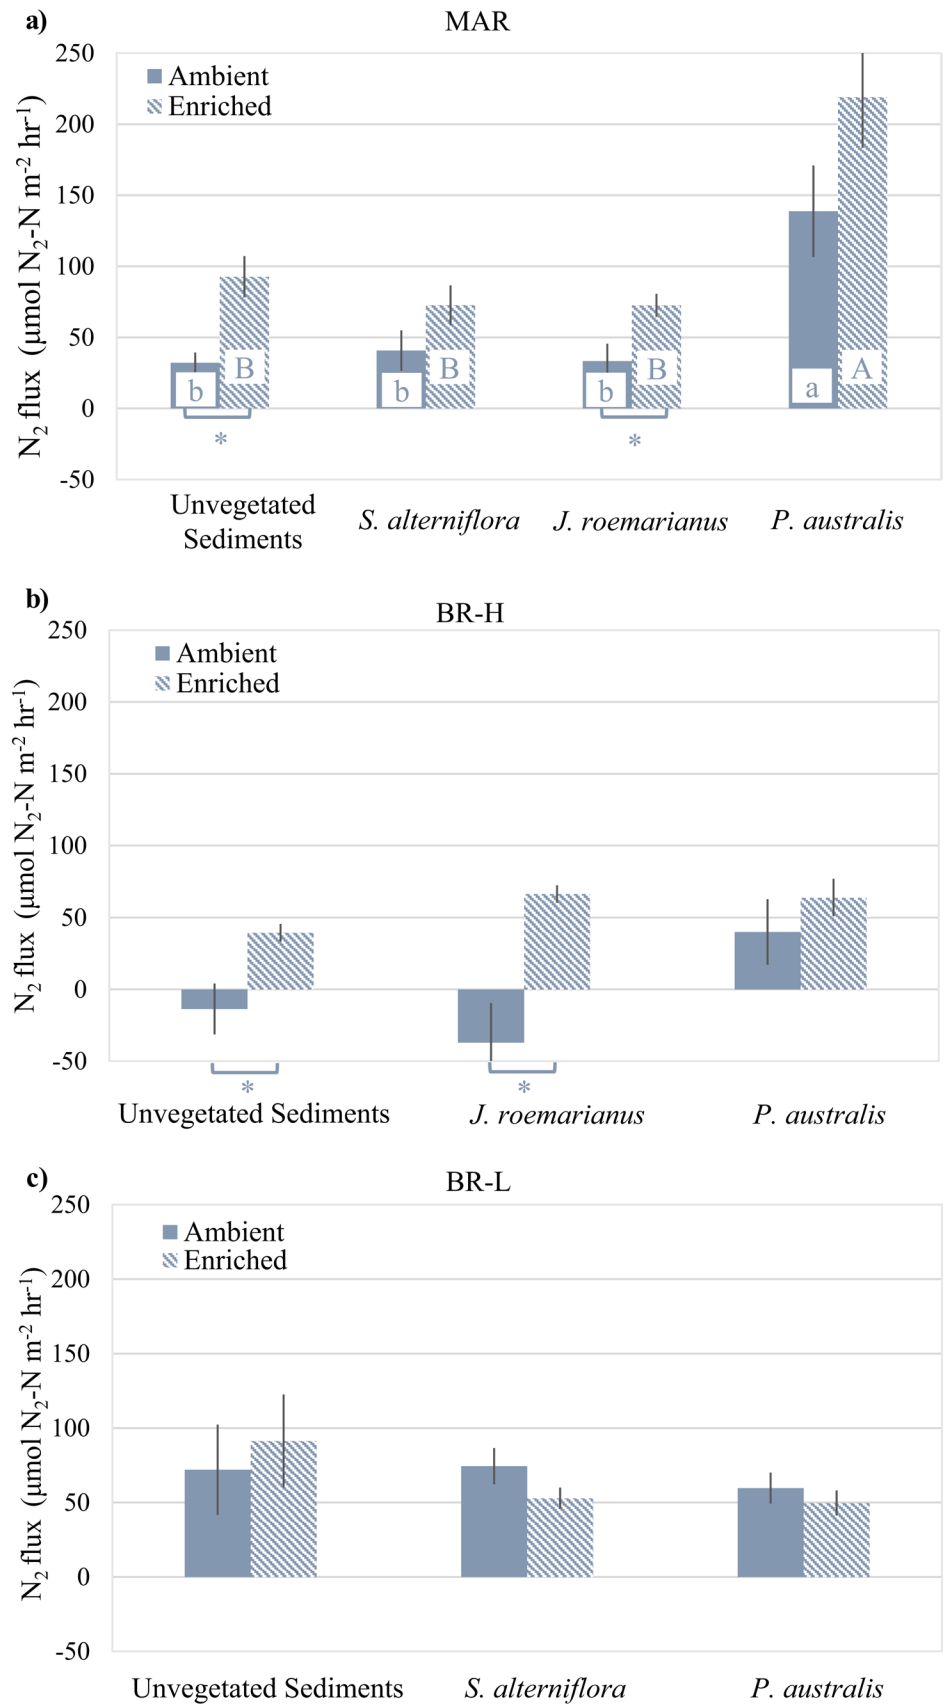 a)
MAR
N₂ flux (µmol N₂-N m⁻² hr⁻¹)
250
200
150
100
50
0
-50
Ambient
Enriched
b
B
b
B
b
B
a
A
*
*
Unvegetated
Sediments
S. alterniflora
J. roemarianus
P. australis
b)
BR-H
N₂ flux (µmol N₂-N m⁻² hr⁻¹)
250
200
150
100
50
0
-50
Ambient
Enriched
*
*
Unvegetated Sediments
J. roemarianus
P. australis
c)
BR-L
N₂ flux (µmol N₂-N m⁻² hr⁻¹)
250
200
150
100
50
0
-50
Ambient
Enriched
Unvegetated Sediments
S. alterniflora
P. australis